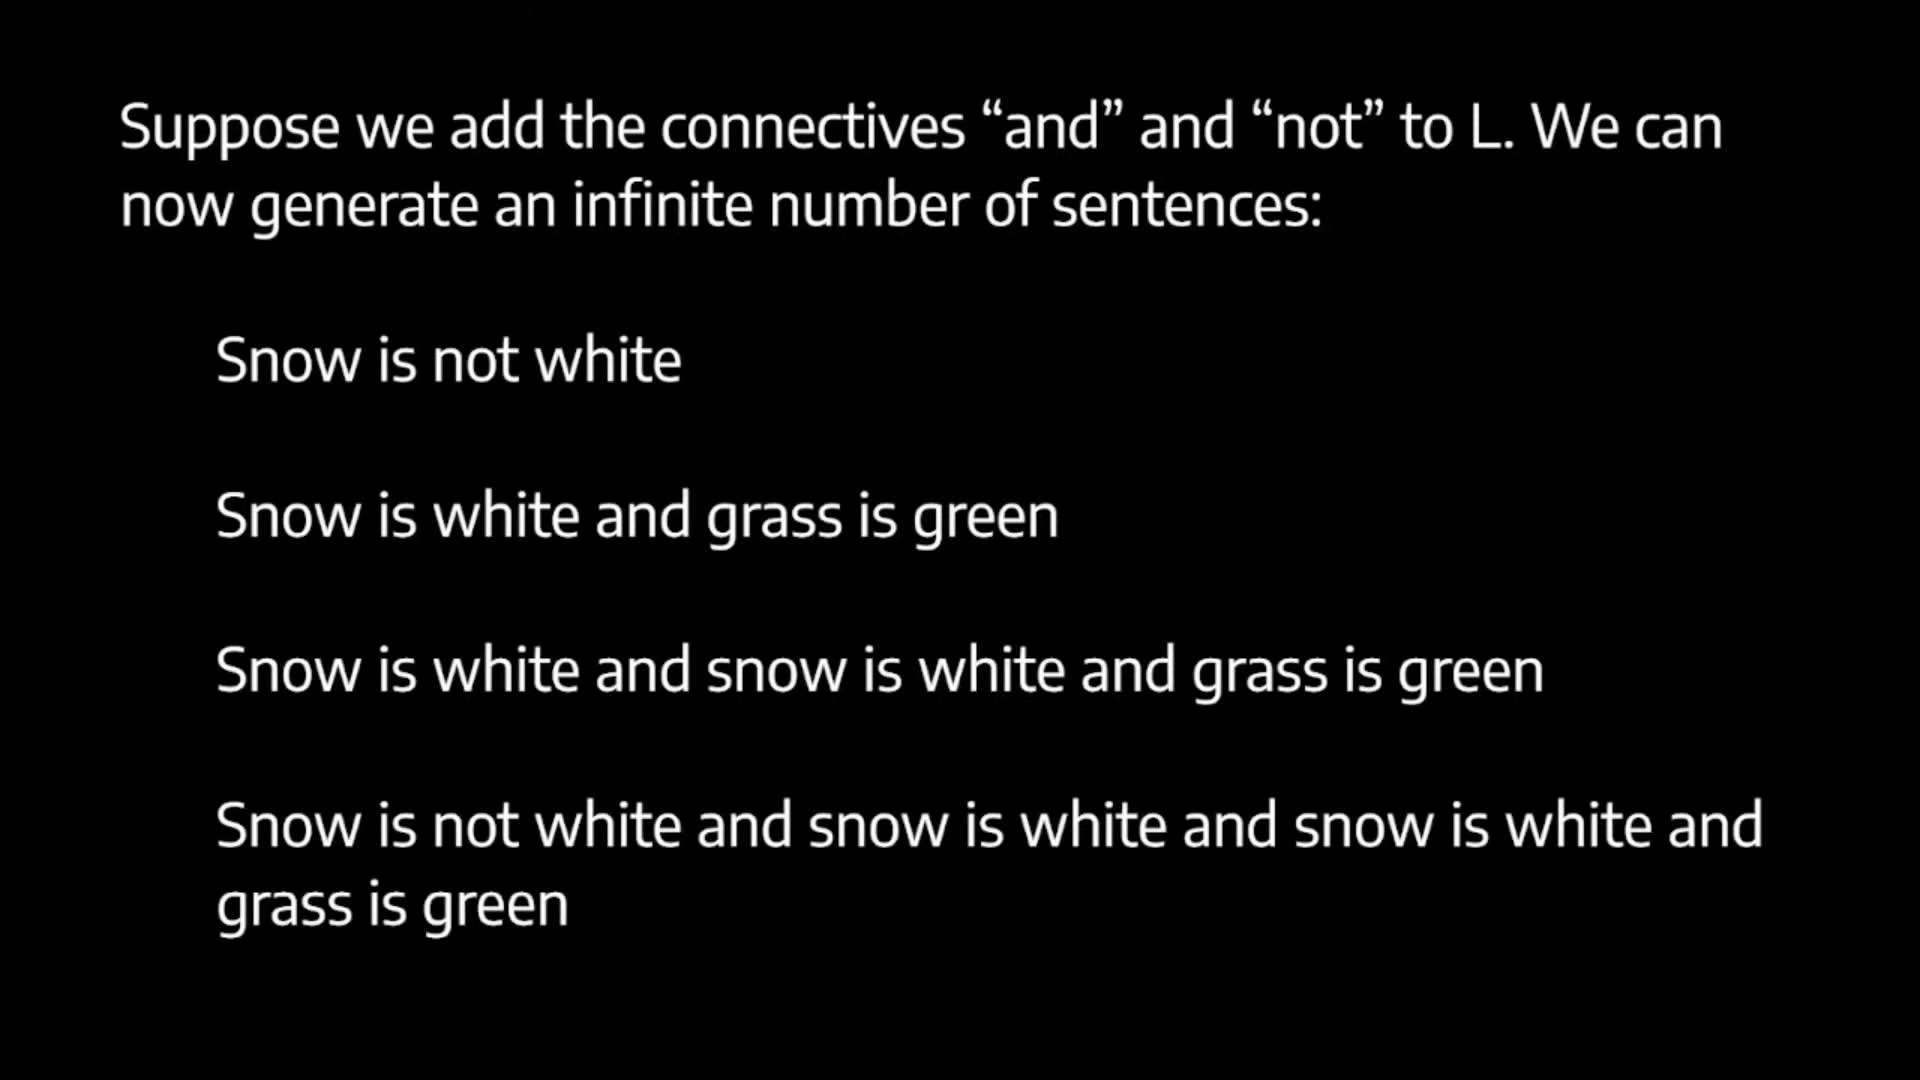 Suppose we add the connectives “and” and “not” to L. We can
now generate an infinite number of sentences:
Snow is not white
Snow is white and grass is green
Snow is white and snow is white and grass is green
Snow is not white and snow is white and snow is white and
grass is green